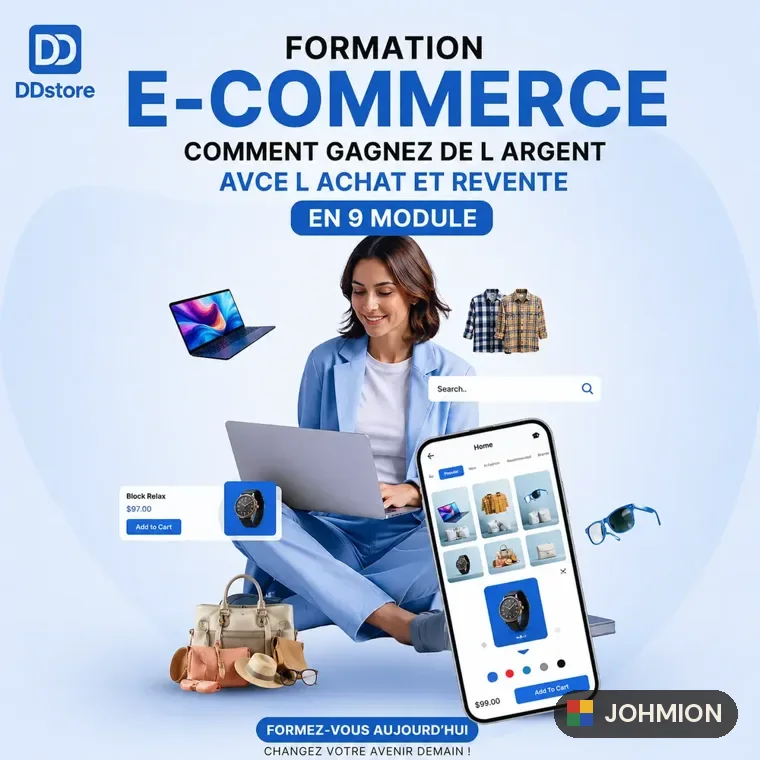 DDstore
FORMATION
E-COMMERCE
COMMENT GAGNEZ DE L ARGENT
AVCE L ACHAT ET REVENTE
EN 9 MODULE
Search..
Home
Popular
Block Relax
$97.00
Add to Cart
$99.00
Add To Cart
JOHMION
FORMEZ-VOUS AUJOURD'HUI
CHANGEZ VOTRE AVENIR DEMAIN !